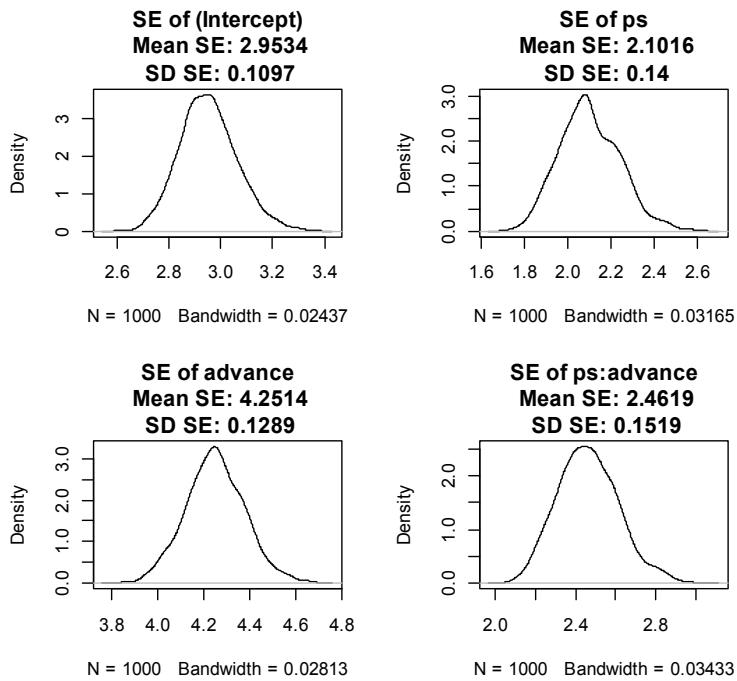 SE of (Intercept)
Mean SE: 2.9534
SD SE: 0.1097
Density
0 1 2 3
2.6 2.8 3.0 3.2 3.4
N = 1000 Bandwidth = 0.02437
SE of ps
Mean SE: 2.1016
SD SE: 0.14
Density
0.0 1.0 2.0 3.0
1.6 1.8 2.0 2.2 2.4 2.6
N = 1000 Bandwidth = 0.03165
SE of advance
Mean SE: 4.2514
SD SE: 0.1289
Density
0.0 1.0 2.0 3.0
3.8 4.0 4.2 4.4 4.6 4.8
N = 1000 Bandwidth = 0.02813
SE of ps:advance
Mean SE: 2.4619
SD SE: 0.1519
Density
0.0 1.0 2.0
2.0 2.4 2.8
N = 1000 Bandwidth = 0.03433